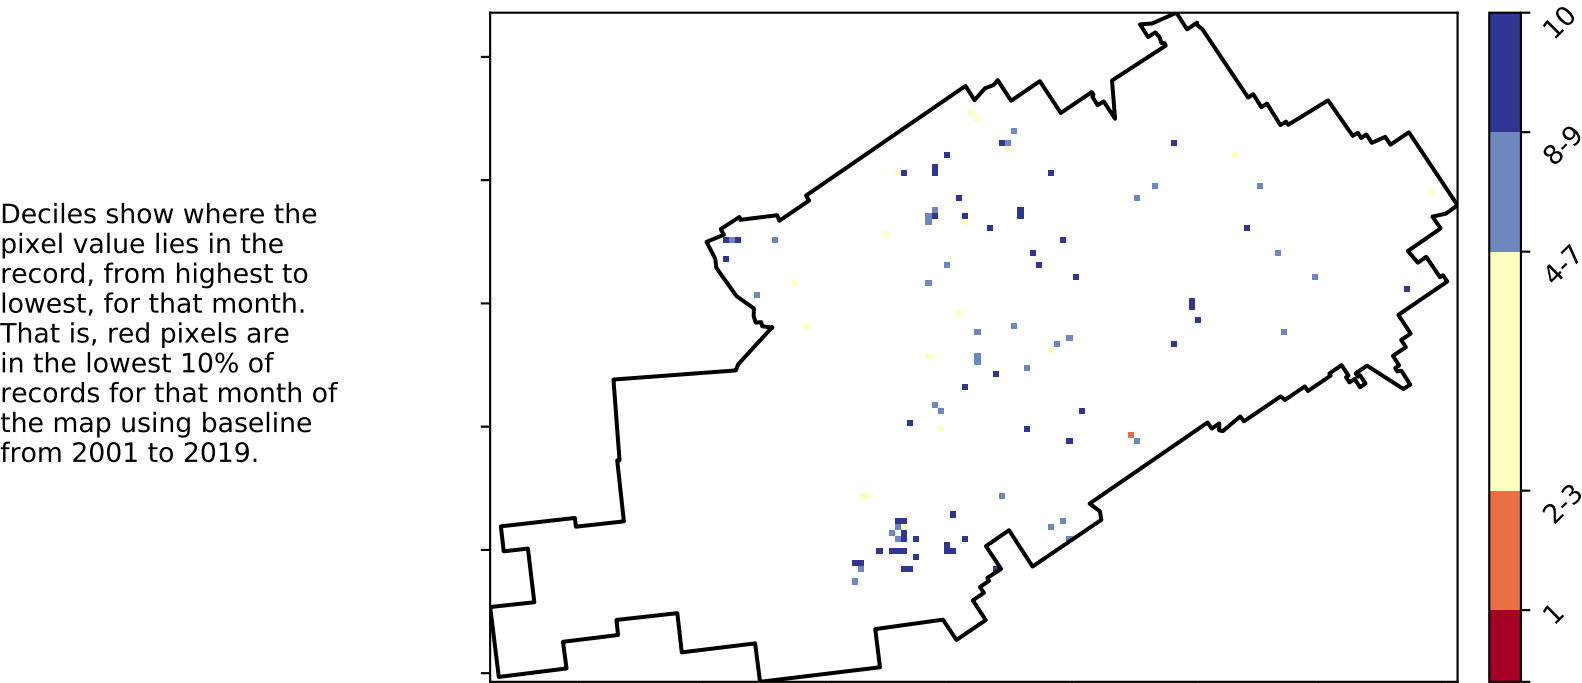 Deciles show where the
pixel value lies in the
record, from highest to
lowest, for that month.
That is, red pixels are
in the lowest 10% of
records for that month of
the map using baseline
from 2001 to 2019.
10
8-9
4-7
2-3
1